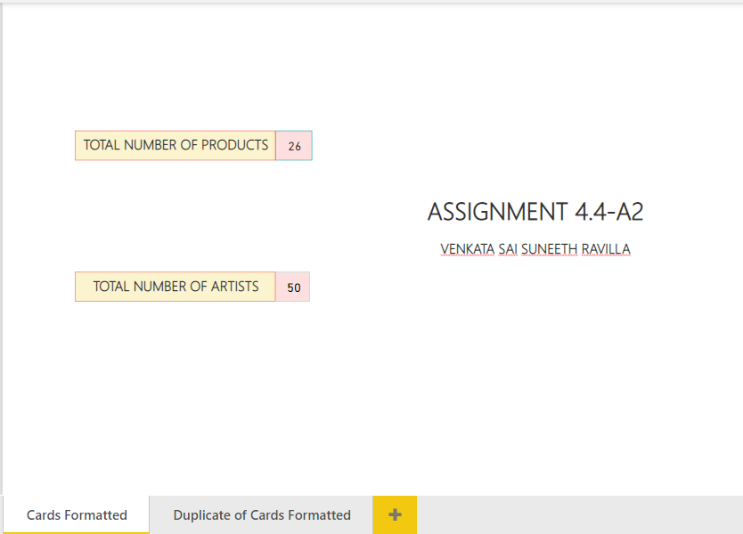 TOTAL NUMBER OF PRODUCTS 26
ASSIGNMENT 4.4-A2
VENKATA SAI SUNEETH RAVILLA
TOTAL NUMBER OF ARTISTS 50
Cards Formatted Duplicate of Cards Formatted +